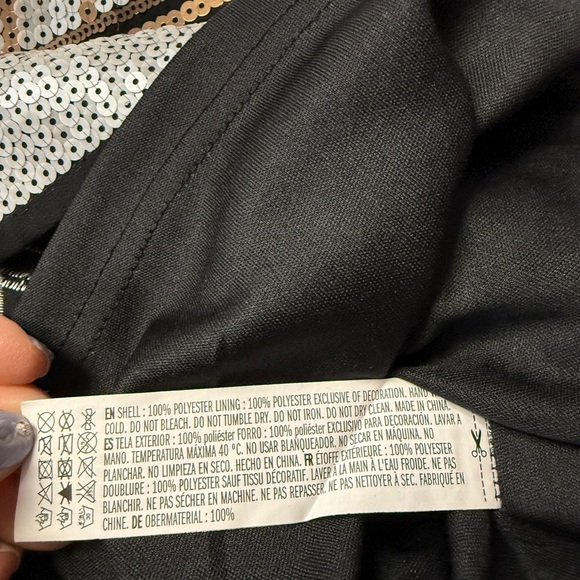 EN SHELL : 100% POLYESTER LINING : 100% POLYESTER EXCLUSIVE OF DECORATION. HAND
COLD. DO NOT BLEACH. DO NOT TUMBLE DRY. DO NOT IRON. DO NOT DRY CLEAN. MADE IN CHINA.
ES TELA EXTERIOR : 100% poliéster FORRO : 100% poliéster EXCLUSIVO DE DECORACIÓN. LAVAR A
MANO. TEMPERATURA MÁXIMA 40 °C. NO USAR BLANQUEADOR. NO SECAR EN MÁQUINA. NO
PLANCHAR. NO LIMPIEZA EN SECO. HECHO EN CHINA. FR ÉTOFFE EXTÉRIEURE : 100% POLYESTER
DOUBLURE : 100% POLYESTER SAUF TISSU DÉCORATIF. LAVER À LA MAIN À L'EAU FROIDE. NE PAS
BLANCHIR. NE PAS SÉCHER EN MACHINE. NE PAS REPASSER. NE PAS NETTOYER À SEC. FABRIQUÉ EN
CHINE. DE OBERMATERIAL : 100%